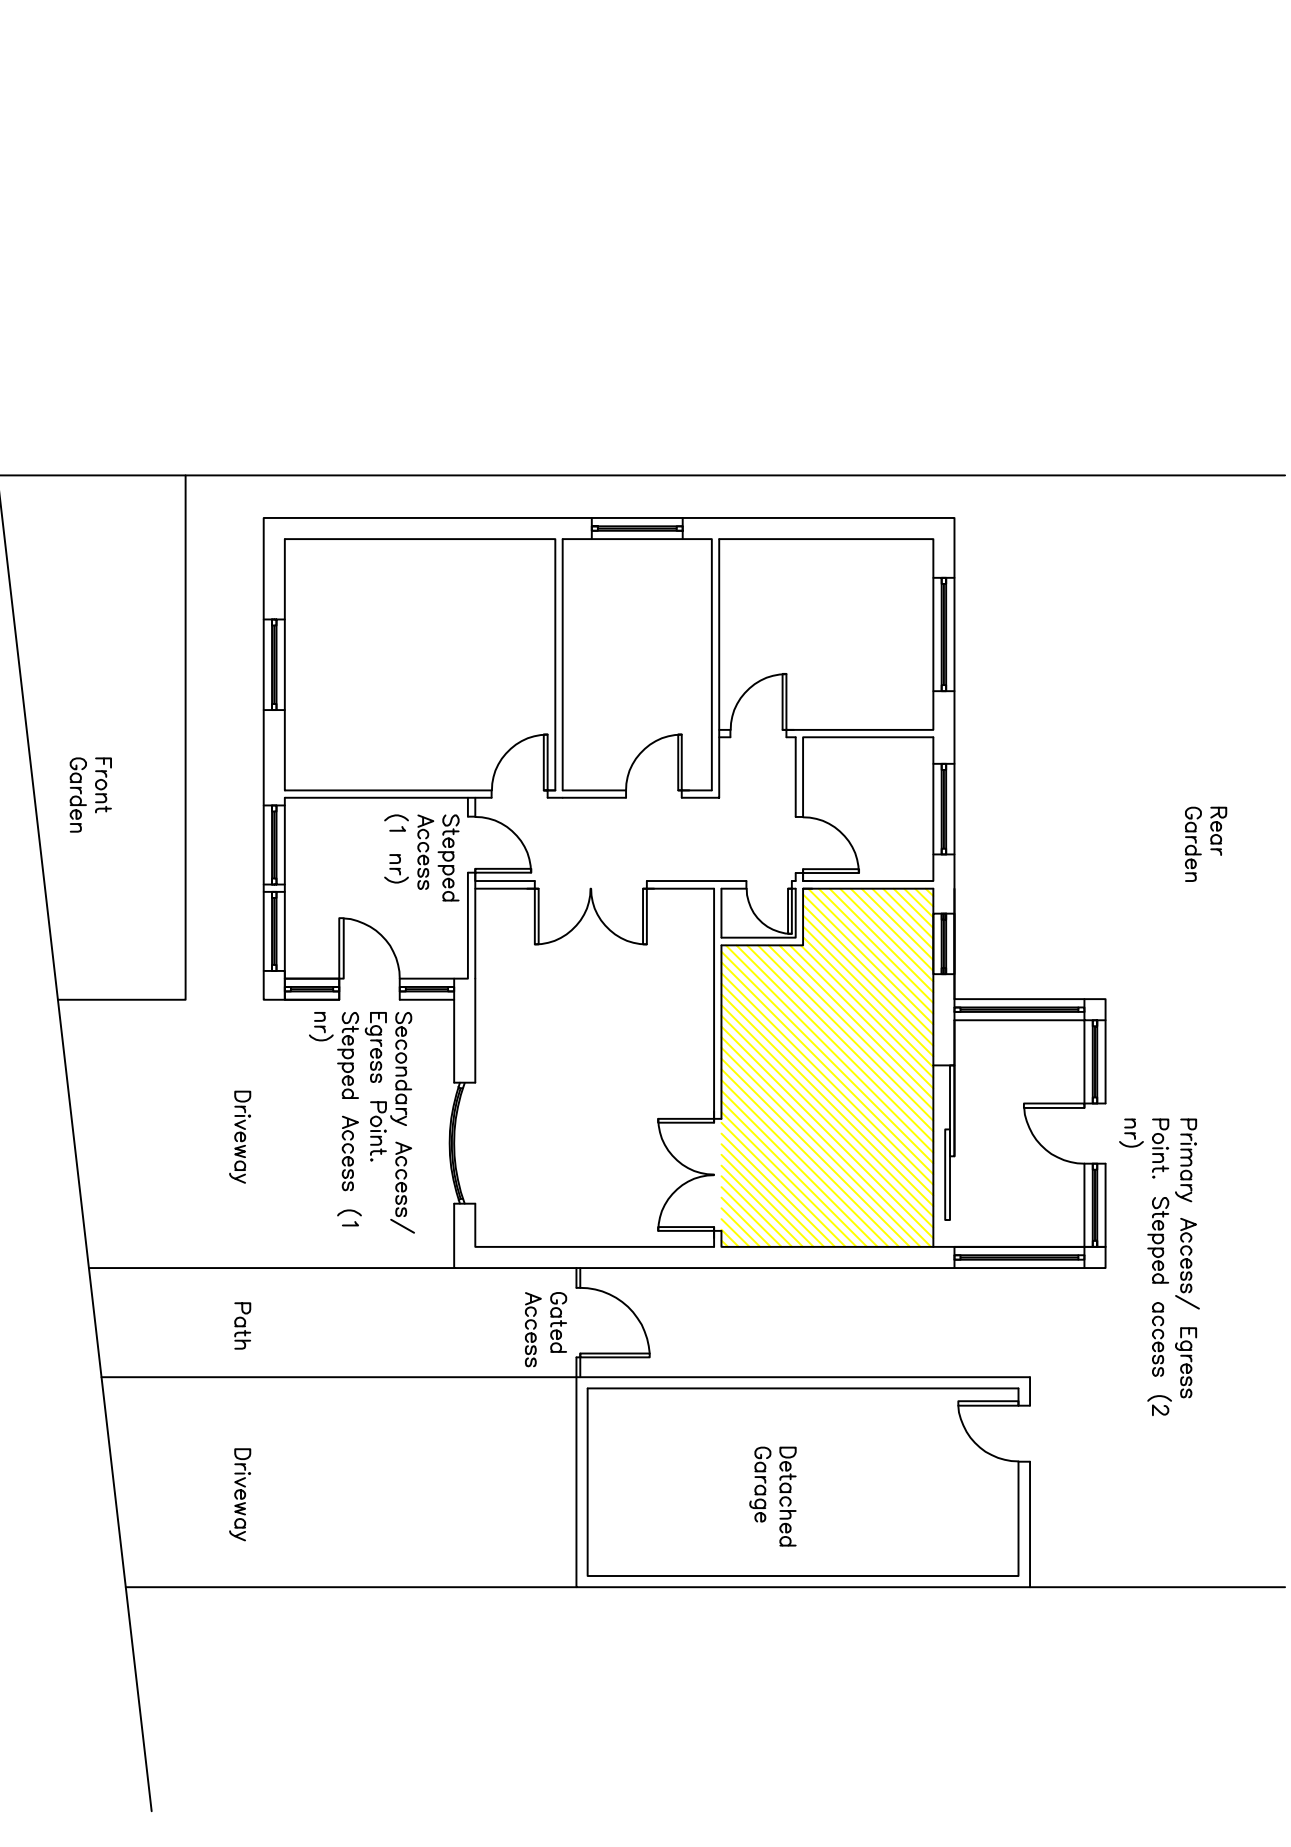 Rear
Garden
Primary Access/ Egress
Point. Stepped access (2
nr)
Detached
Garage
Gated
Access
Stepped
Access
(1 nr)
Secondary Access/
Egress Point.
Stepped Access (1
nr)
Front
Garden
Driveway
Path
Driveway